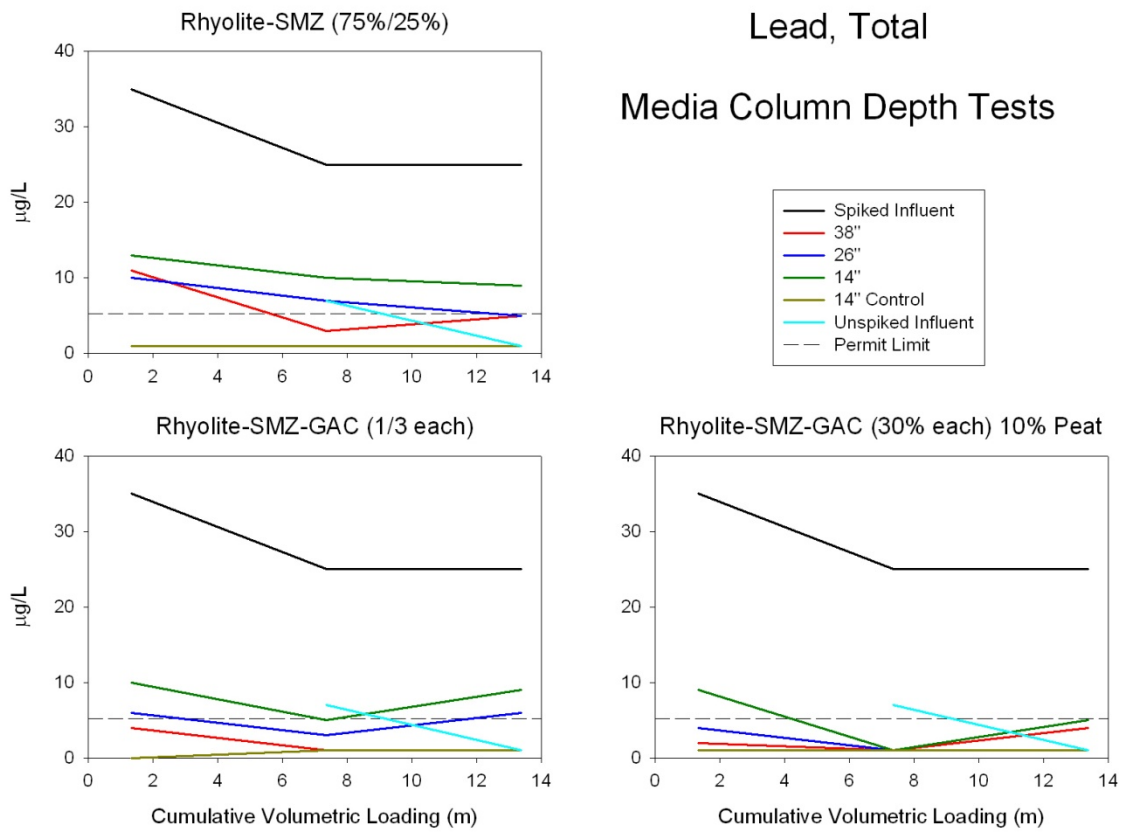 Rhyolite-SMZ (75%/25%)
Lead, Total
Media Column Depth Tests
µg/L
40
30
20
10
0
0 2 4 6 8 10 12 14
Spiked Influent
38"
26"
14"
14" Control
Unspiked Influent
Permit Limit
Rhyolite-SMZ-GAC (1/3 each)
µg/L
40
30
20
10
0
0 2 4 6 8 10 12 14
Cumulative Volumetric Loading (m)
Rhyolite-SMZ-GAC (30% each) 10% Peat
40
30
20
10
0
0 2 4 6 8 10 12 14
Cumulative Volumetric Loading (m)